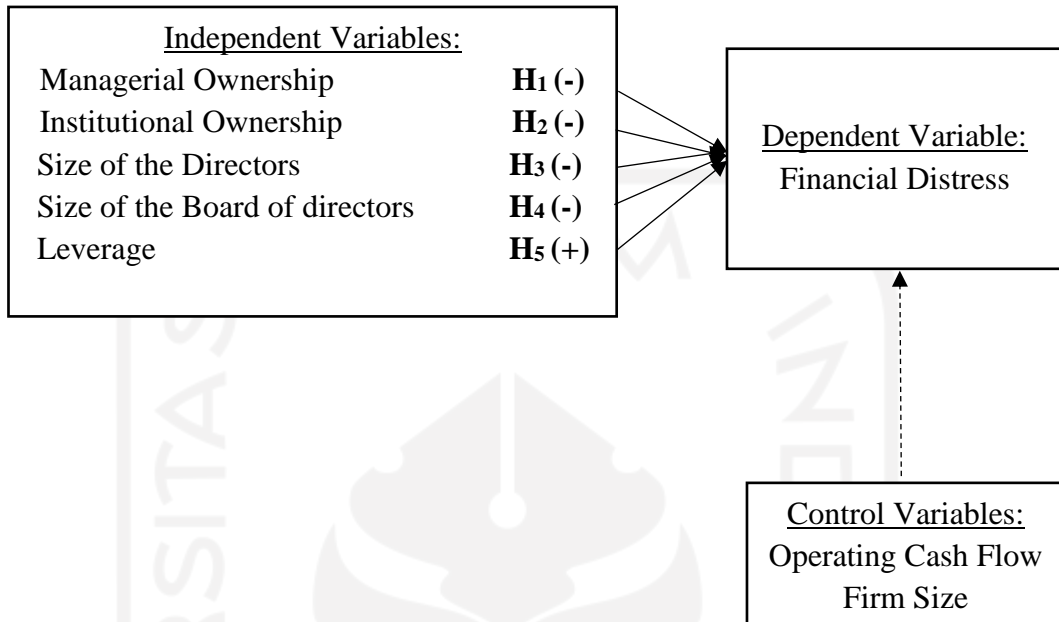 Independent Variables:
Managerial Ownership H1 (-)
Institutional Ownership H2 (-)
Size of the Directors H3 (-)
Size of the Board of directors H4 (-)
Leverage H5 (+)
Dependent Variable:
Financial Distress
Control Variables:
Operating Cash Flow
Firm Size